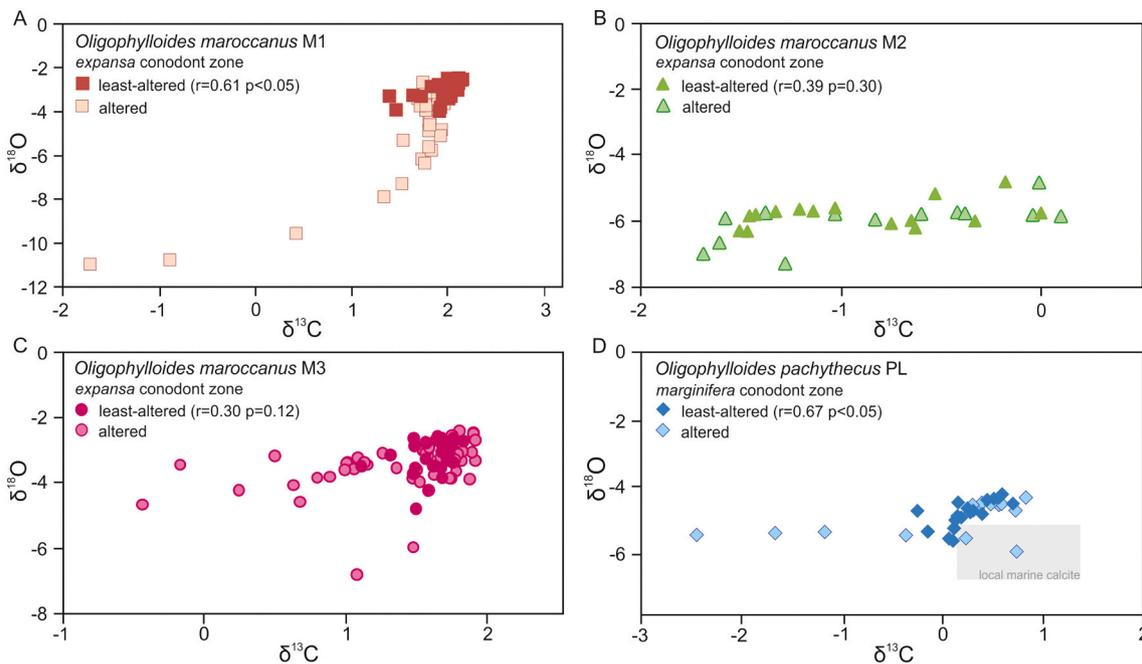 A
Oligophylloides maroccanus M1
expansa conodont zone
least-altered (r=0.61 p<0.05)
altered
0
-2
-4
-6
-8
-10
-12
δ18O
-2
-1
0
1
2
3
δ13C
B
Oligophylloides maroccanus M2
expansa conodont zone
least-altered (r=0.39 p=0.30)
altered
0
-2
-4
-6
-8
δ18O
-2
-1
0
δ13C
C
Oligophylloides maroccanus M3
expansa conodont zone
least-altered (r=0.30 p=0.12)
altered
0
-2
-4
-6
-8
δ18O
-1
0
1
2
δ13C
D
Oligophylloides pachythecus PL
marginifera conodont zone
least-altered (r=0.67 p<0.05)
altered
0
-2
-4
-6
δ18O
local marine calcite
-3
-2
-1
0
1
2
δ13C